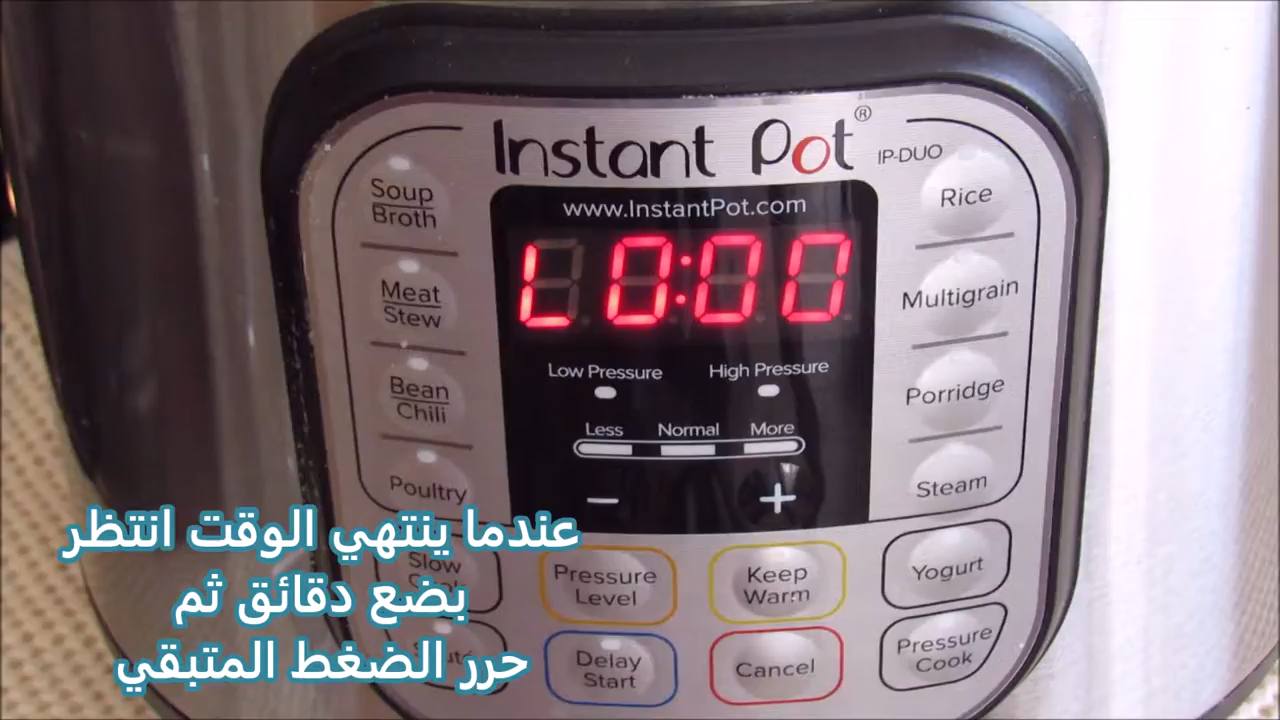 Instant Pot®
IP-DUO
www.InstantPot.com
L0:00
Low Pressure
High Pressure
Less
Normal
More
−
+
Soup
Broth
Meat
Stew
Bean
Chili
Poultry
Slow
Rice
Multigrain
Porridge
Steam
Pressure
Level
Keep
Warm
Yogurt
Delay
Start
Cancel
Pressure
Cook
عندما ينتهي الوقت انتظر
بضع دقائق ثم
حرر الضغط المتبقي